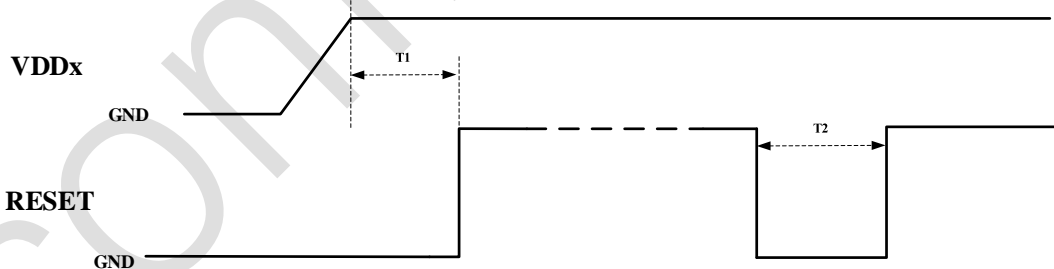 T1
VDDx
GND
T2
RESET
GND